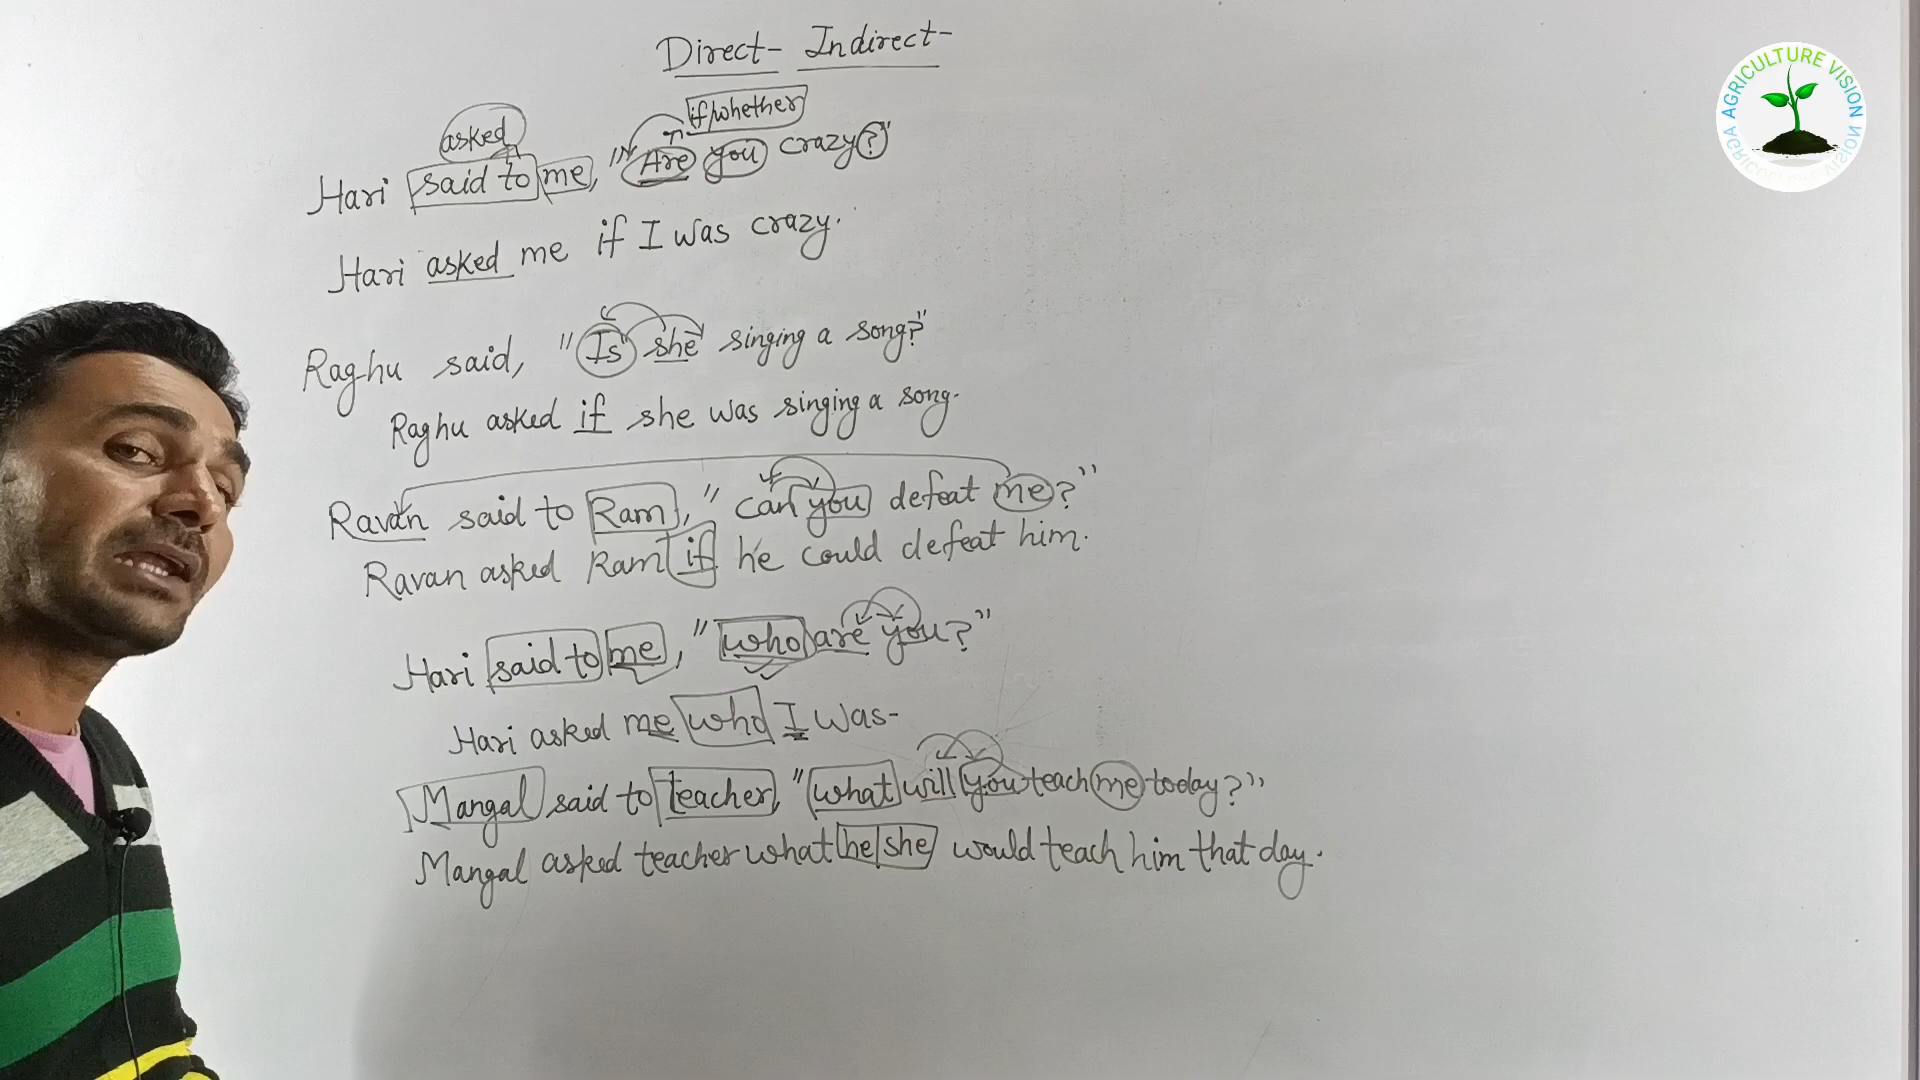 Direct- Indirect-
asked if/whether
Hari said to me, "Are you crazy?"
Hari asked me if I was crazy.
Raghu said, "Is she singing a song?"
Raghu asked if she was singing a song.
Ravan said to Ram, "can you defeat me?"
Ravan asked Ram if he could defeat him.
Hari said to me, "who are you?"
Hari asked me who I was-
Mangal said to teacher, "what will you teach me today?"
Mangal asked teacher what he/she would teach him that day.
AGRICULTURE VISION